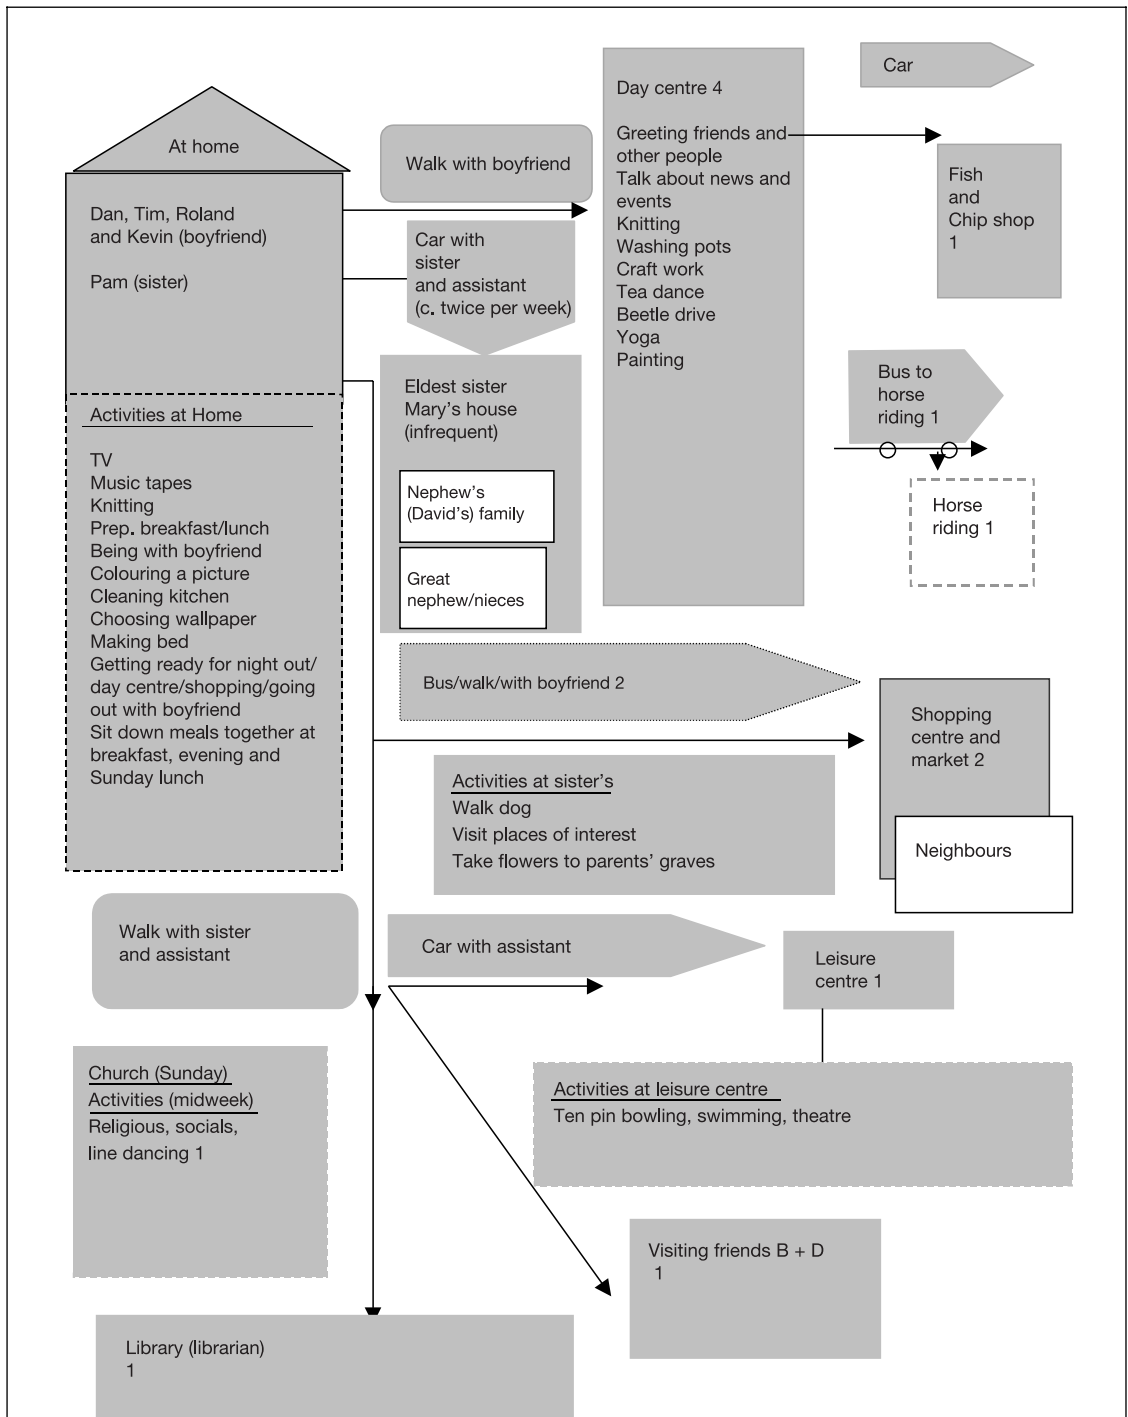 At home
Dan, Tim, Roland
and Kevin (boyfriend)
Pam (sister)
Activities at Home
TV
Music tapes
Knitting
Prep. breakfast/lunch
Being with boyfriend
Colouring a picture
Cleaning kitchen
Choosing wallpaper
Making bed
Getting ready for night out/
day centre/shopping/going
out with boyfriend
Sit down meals together at
breakfast, evening and
Sunday lunch
Walk with boyfriend
Car with
sister
and assistant
(c. twice per week)
Eldest sister
Mary's house
(infrequent)
Nephew's
(David's) family
Great
nephew/nieces
Day centre 4
Greeting friends and
other people
Talk about news and
events
Knitting
Washing pots
Craft work
Tea dance
Beetle drive
Yoga
Painting
Car
Fish
and
Chip shop
1
Bus to
horse
riding 1
Horse
riding 1
Bus/walk/with boyfriend 2
Shopping
centre and
market 2
Neighbours
Activities at sister's
Walk dog
Visit places of interest
Take flowers to parents' graves
Walk with sister
and assistant
Car with assistant
Leisure
centre 1
Church (Sunday)
Activities (midweek)
Religious, socials,
line dancing 1
Activities at leisure centre
Ten pin bowling, swimming, theatre
Visiting friends B + D
1
Library (librarian)
1